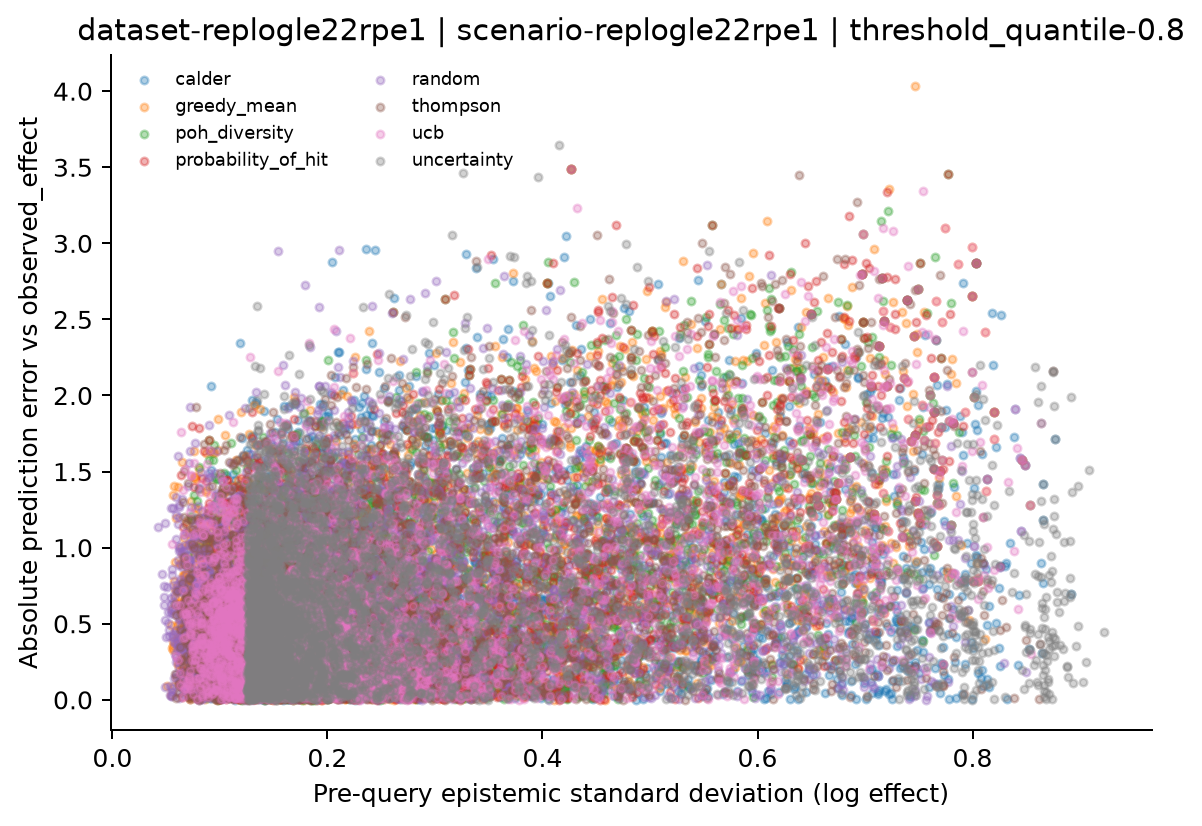 dataset-replogle22rpe1 | scenario-replogle22rpe1 | threshold_quantile-0.8
calder
greedy_mean
poh_diversity
probability_of_hit
random
thompson
ucb
uncertainty
Absolute prediction error vs observed_effect
4.0
3.5
3.0
2.5
2.0
1.5
1.0
0.5
0.0
0.0
0.2
0.4
0.6
0.8
Pre-query epistemic standard deviation (log effect)